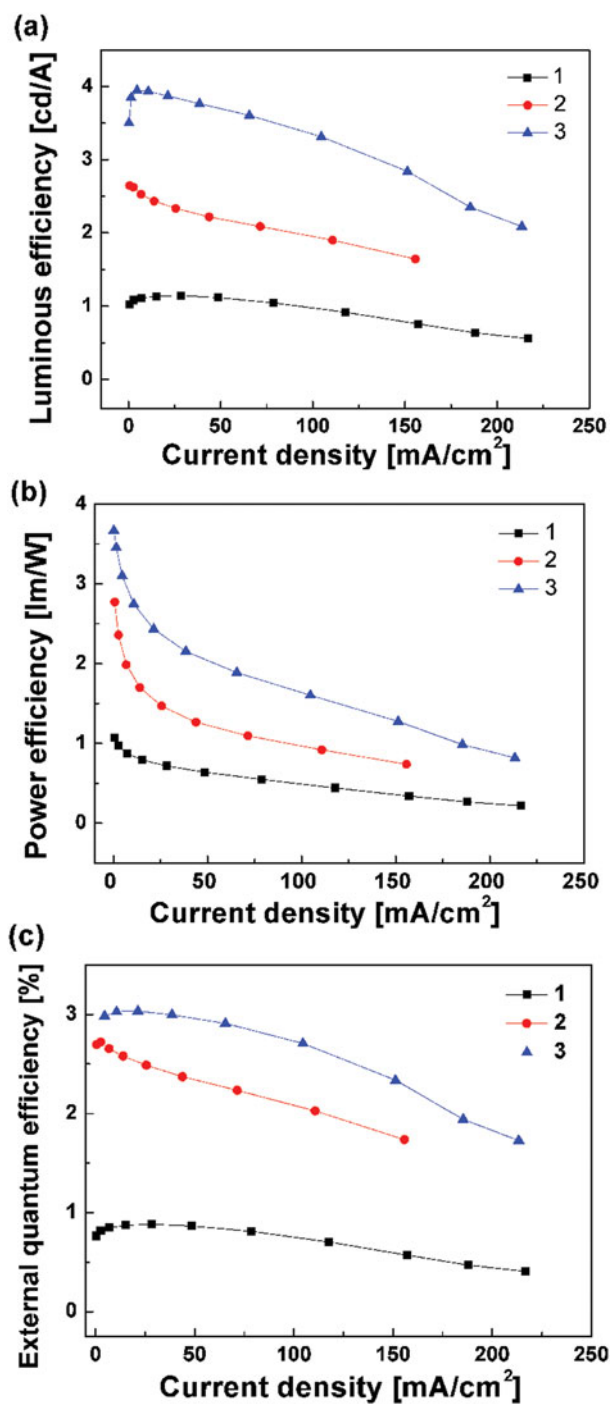 (a)
Luminous efficiency [cd/A]
4
3
2
1
0
1
2
3
0 50 100 150 200 250
Current density [mA/cm²]
(b)
Power efficiency [lm/W]
4
3
2
1
0
1
2
3
0 50 100 150 200 250
Current density [mA/cm²]
(c)
External quantum efficiency [%]
3
2
1
0
1
2
3
0 50 100 150 200 250
Current density [mA/cm²]